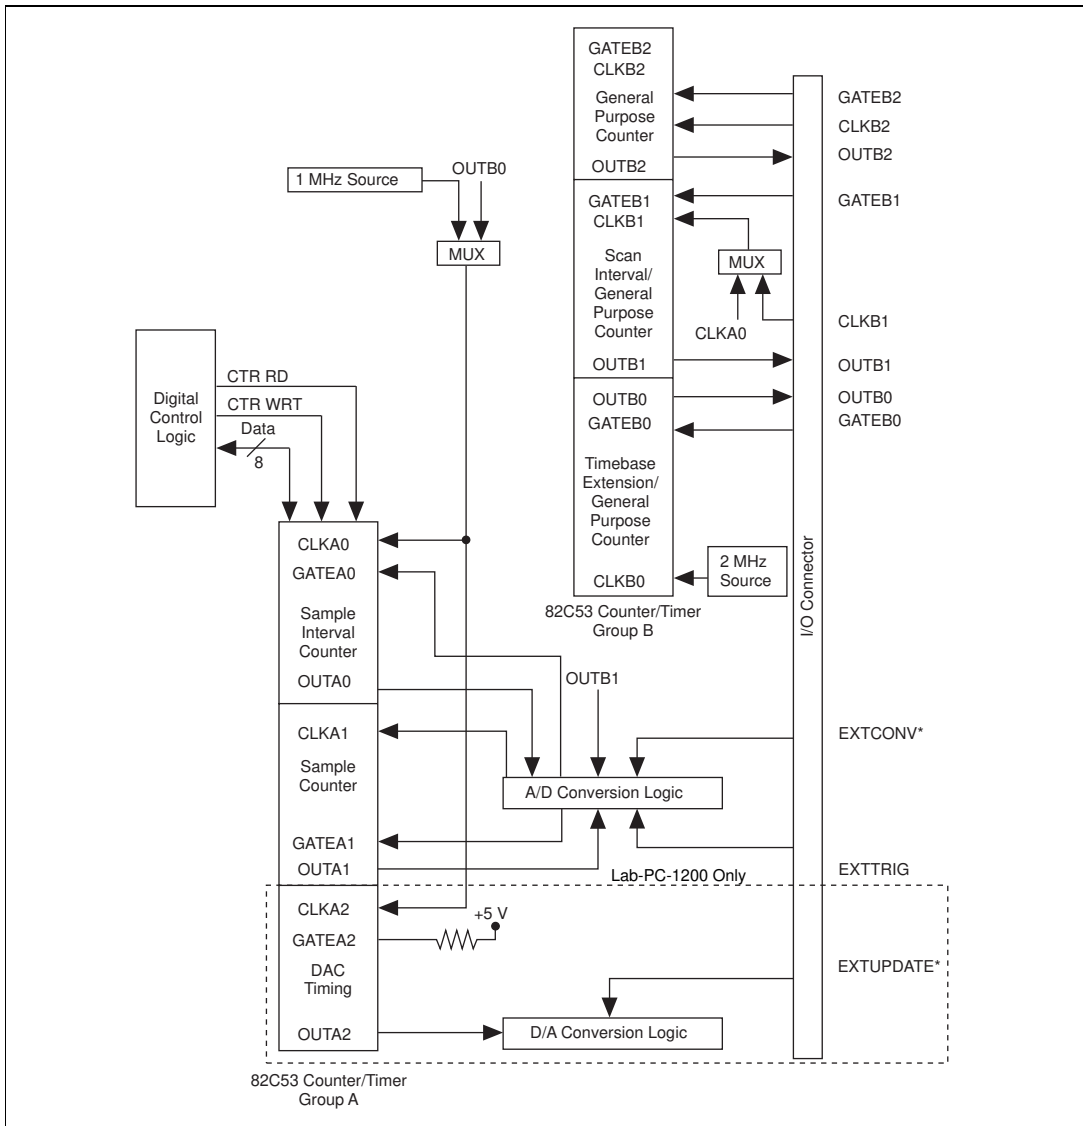 GATEB2
CLKB2
General
Purpose
Counter
OUTB2
GATEB1
CLKB1
Scan
Interval/
General
Purpose
Counter
OUTB1
OUTB0
GATEB0
Timebase
Extension/
General
Purpose
Counter
CLKB0
82C53 Counter/Timer
Group B
2 MHz
Source
MUX
CLKA0
I/O Connector
GATEB2
CLKB2
OUTB2
GATEB1
CLKB1
OUTB1
OUTB0
GATEB0
EXTCONV*
EXTTRIG
EXTUPDATE*
1 MHz Source
OUTB0
MUX
Digital
Control
Logic
CTR RD
CTR WRT
Data
8
CLKA0
GATEA0
Sample
Interval
Counter
OUTA0
CLKA1
Sample
Counter
GATEA1
OUTA1
CLKA2
GATEA2
DAC
Timing
OUTA2
82C53 Counter/Timer
Group A
OUTB1
A/D Conversion Logic
Lab-PC-1200 Only
+5 V
D/A Conversion Logic